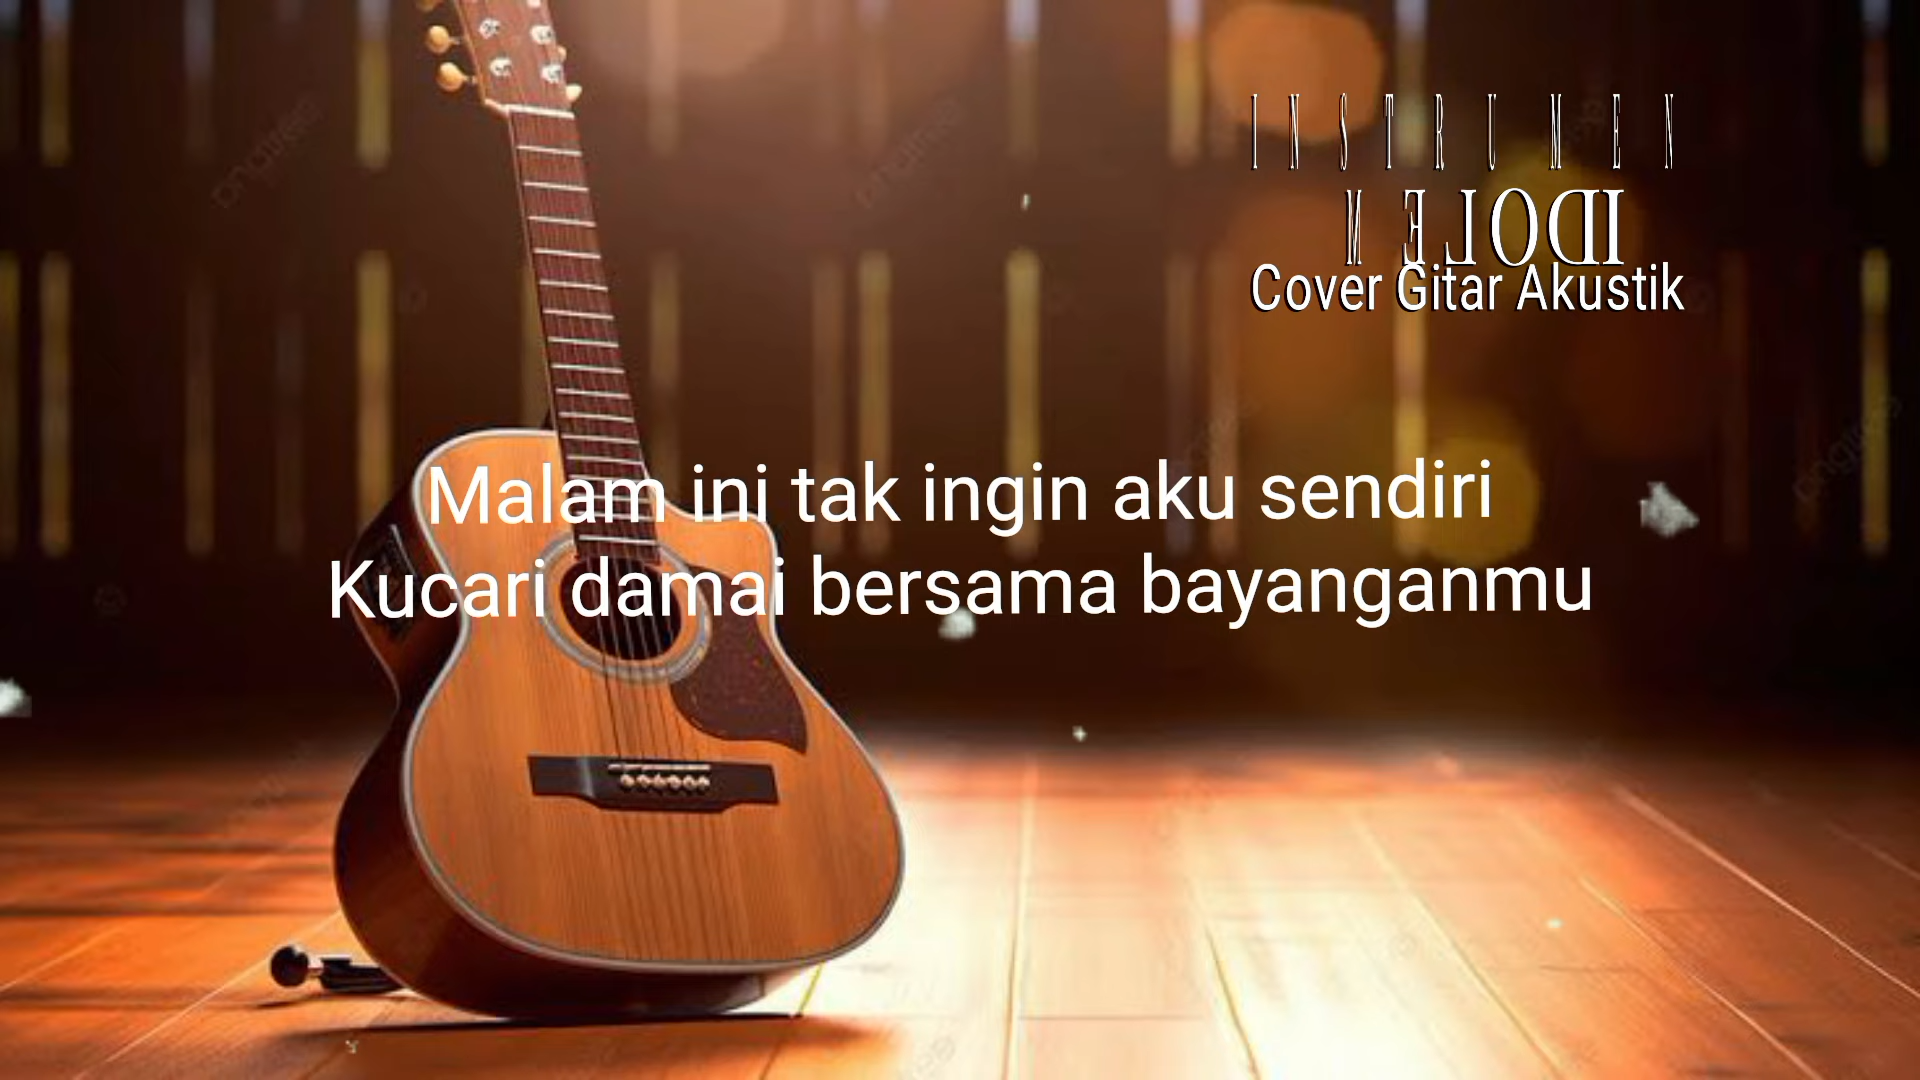 INSTRUMEN
MELODI
Cover Gitar Akustik
Malam ini tak ingin aku sendiri
Kucari damai bersama bayanganmu